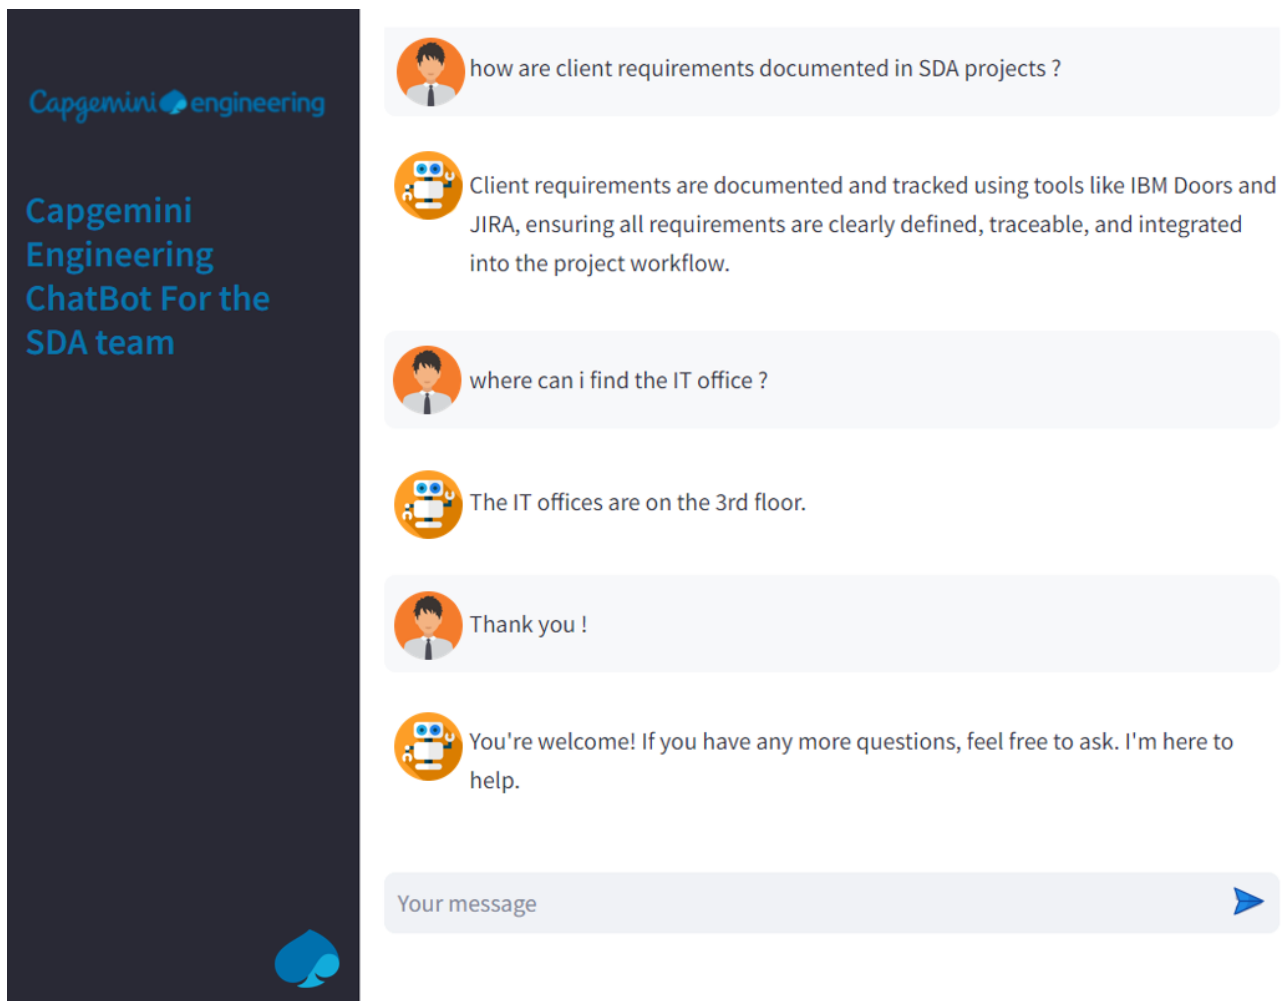 Capgemini engineering
Capgemini
Engineering
ChatBot For the
SDA team
how are client requirements documented in SDA projects ?
Client requirements are documented and tracked using tools like IBM Doors and
JIRA, ensuring all requirements are clearly defined, traceable, and integrated
into the project workflow.
where can i find the IT office ?
The IT offices are on the 3rd floor.
Thank you !
You're welcome! If you have any more questions, feel free to ask. I'm here to
help.
Your message